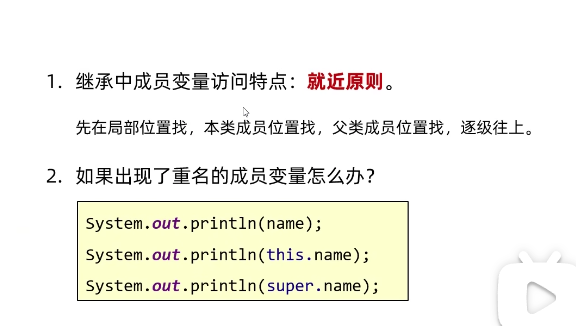 1. 继承中成员变量访问特点：就近原则。
先在局部位置找，本类成员位置找，父类成员位置找，逐级往上。
2. 如果出现了重名的成员变量怎么办？
System.out.println(name);
System.out.println(this.name);
System.out.println(super.name);